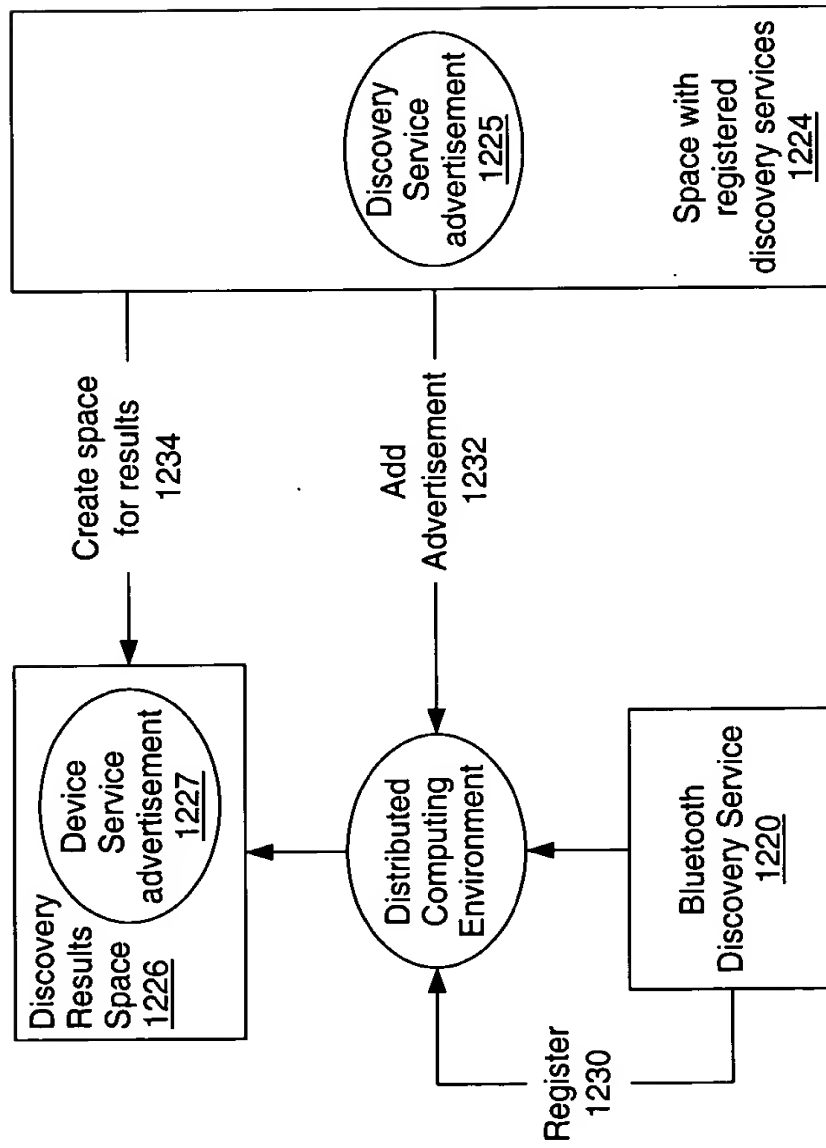 Discovery
Results
Space
1226
Device
Service
advertisement
1227
Create space
for results
1234
Discovery
Service
advertisement
1225
Space with
registered
discovery services
1224
Add
Advertisement
1232
Distributed
Computing
Environment
Register
1230
Bluetooth
Discovery Service
1220